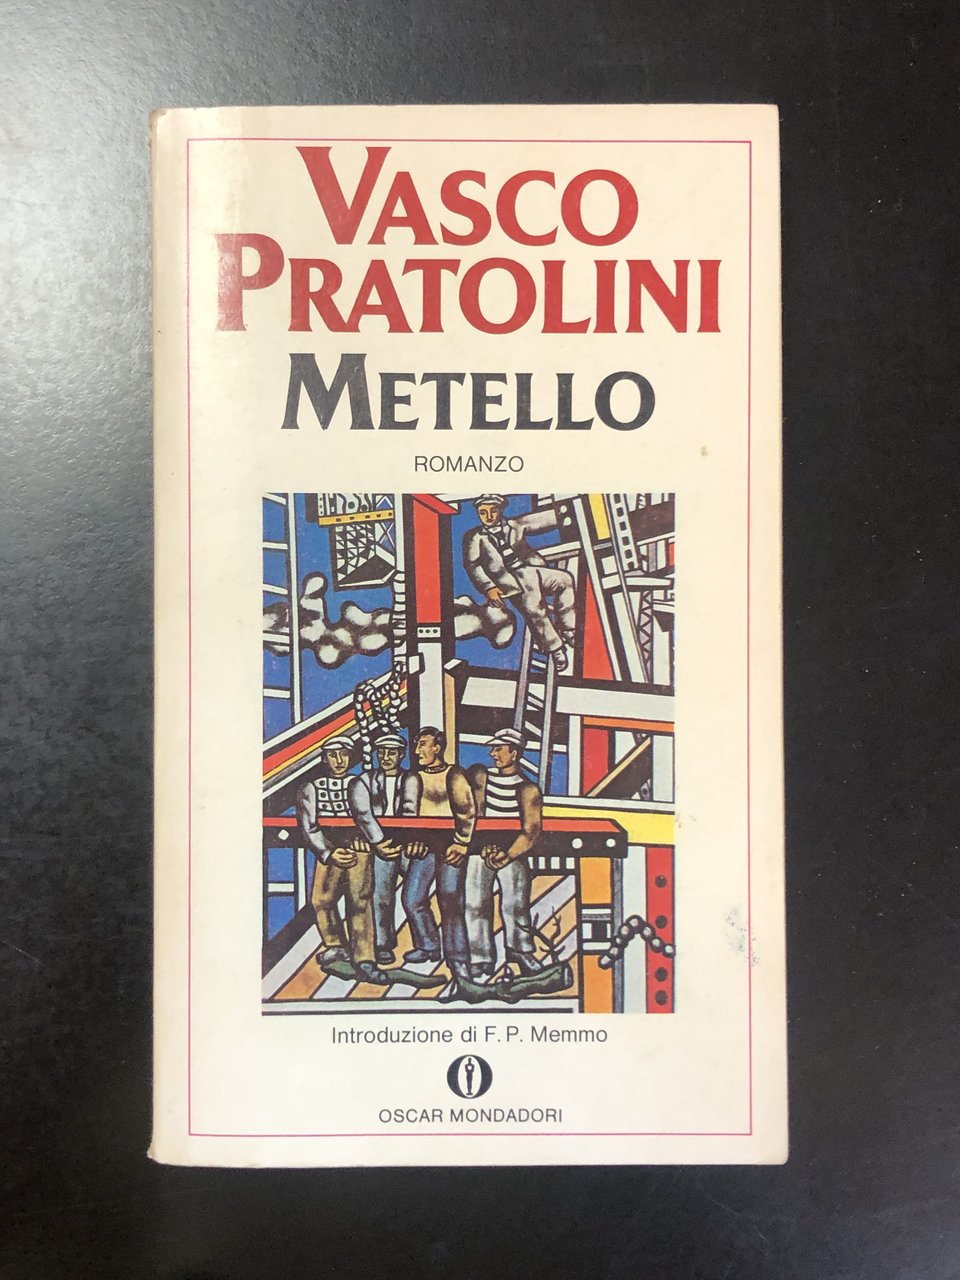 VASCO
PRATOLINI
METELLO
ROMANZO
Introduzione di F. P. Memmo
OSCAR MONDADORI